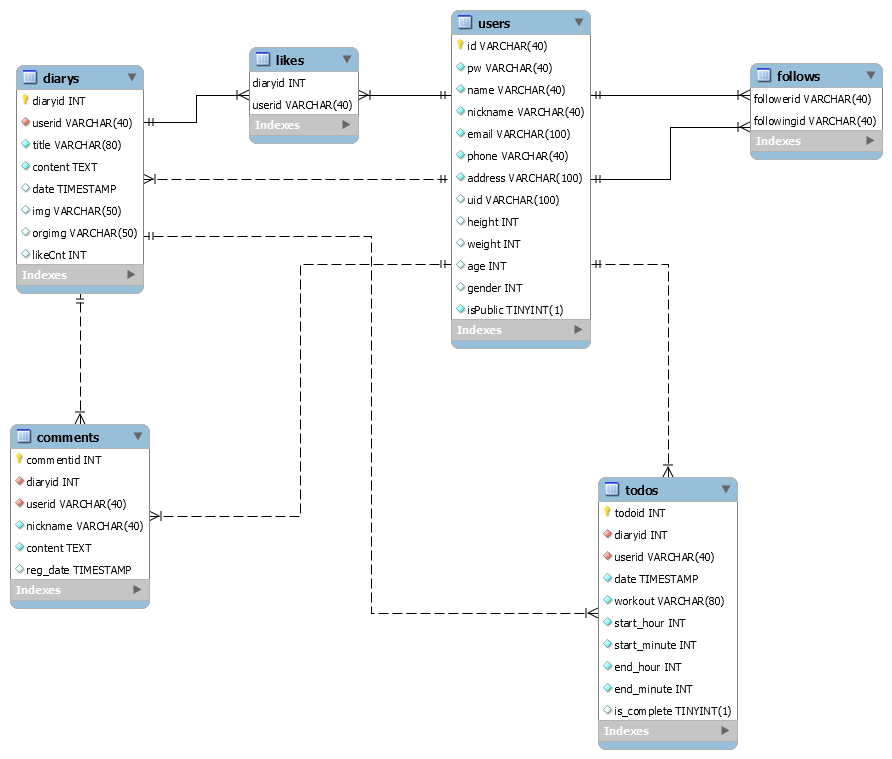 users
id VARCHAR(40)
pw VARCHAR(40)
name VARCHAR(40)
nickname VARCHAR(40)
email VARCHAR(100)
phone VARCHAR(40)
address VARCHAR(100)
uid VARCHAR(100)
height INT
weight INT
age INT
gender INT
isPublic TINYINT(1)
Indexes
likes
diaryid INT
userid VARCHAR(40)
Indexes
diarys
diaryid INT
userid VARCHAR(40)
title VARCHAR(80)
content TEXT
date TIMESTAMP
img VARCHAR(50)
orgimg VARCHAR(50)
likeCnt INT
Indexes
follows
followerid VARCHAR(40)
followingid VARCHAR(40)
Indexes
comments
commentid INT
diaryid INT
userid VARCHAR(40)
nickname VARCHAR(40)
content TEXT
reg_date TIMESTAMP
Indexes
todos
todoid INT
diaryid INT
userid VARCHAR(40)
date TIMESTAMP
workout VARCHAR(80)
start_hour INT
start_minute INT
end_hour INT
end_minute INT
is_complete TINYINT(1)
Indexes